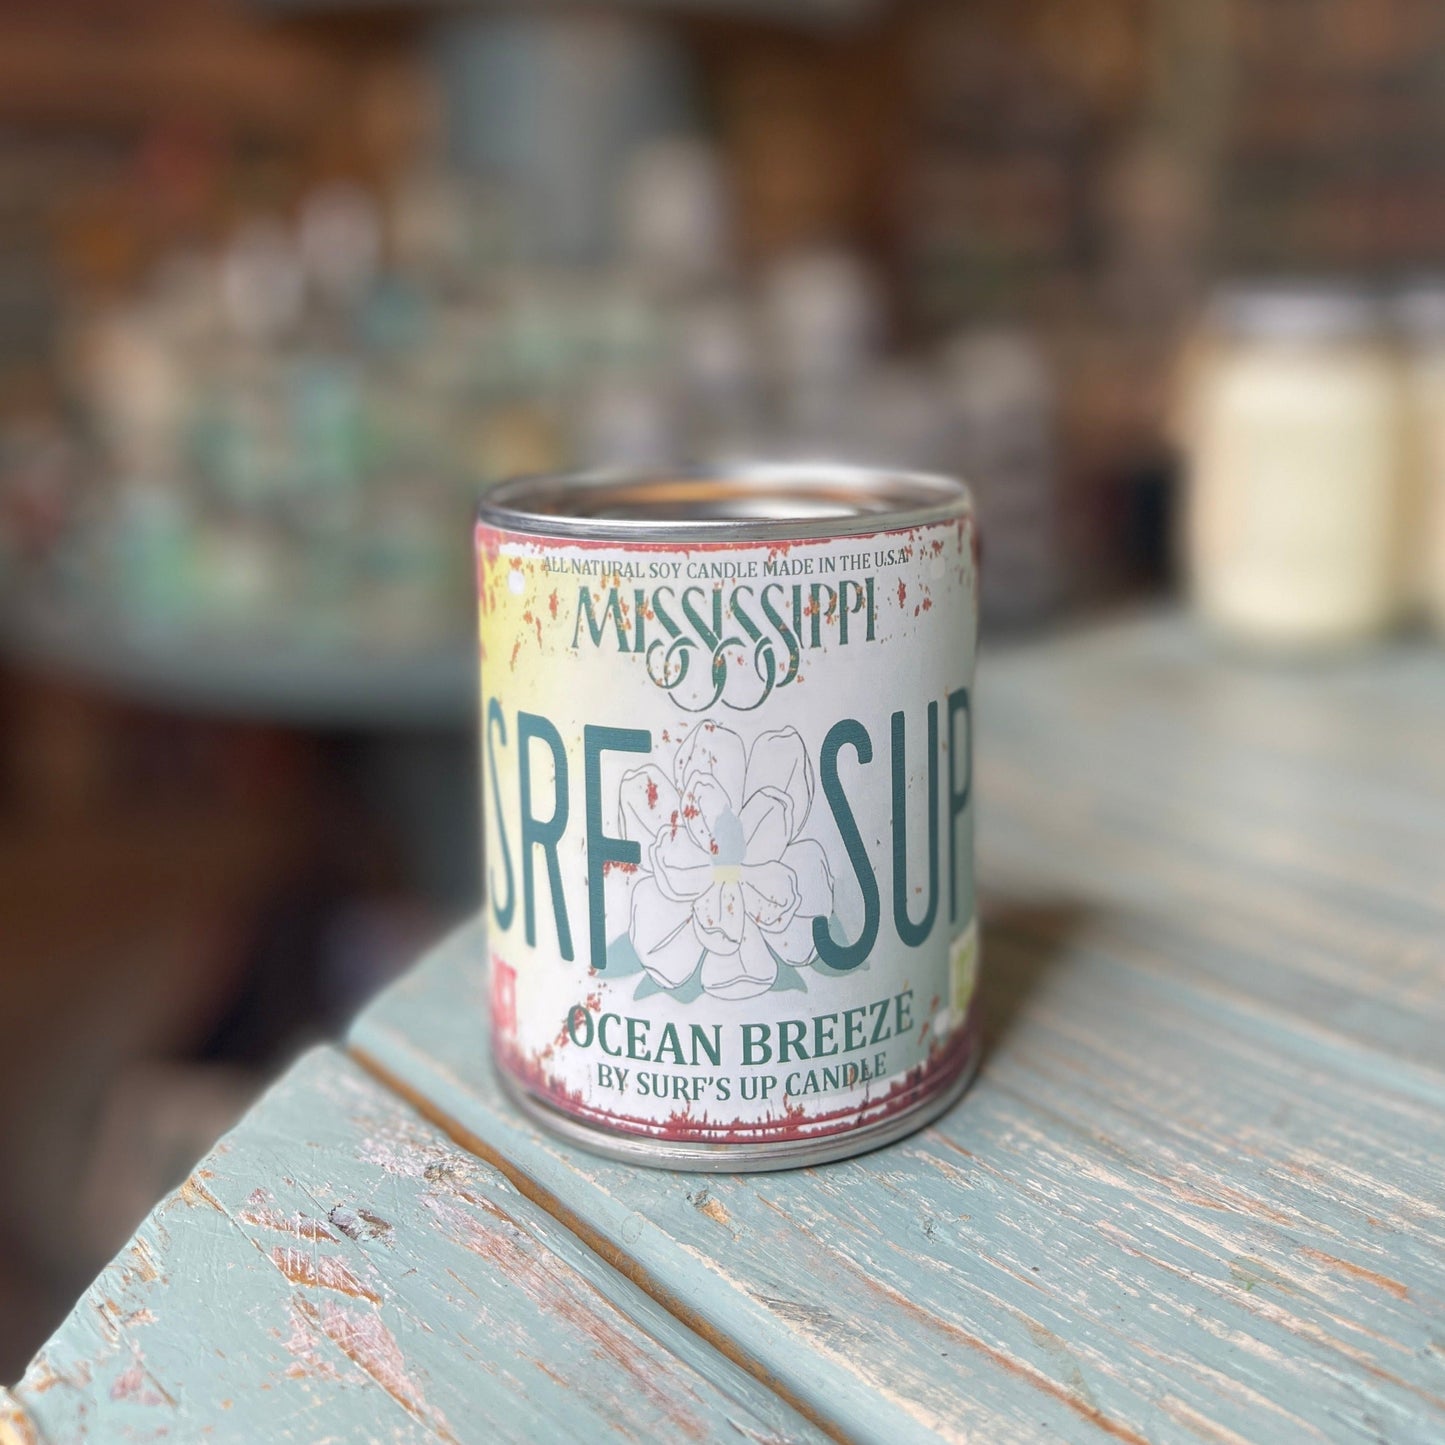 ALL NATURAL SOY CANDLE MADE IN THE U.S.A.
MISSISSIPPI
SRF SUP
OCEAN BREEZE
BY SURF'S UP CANDLE